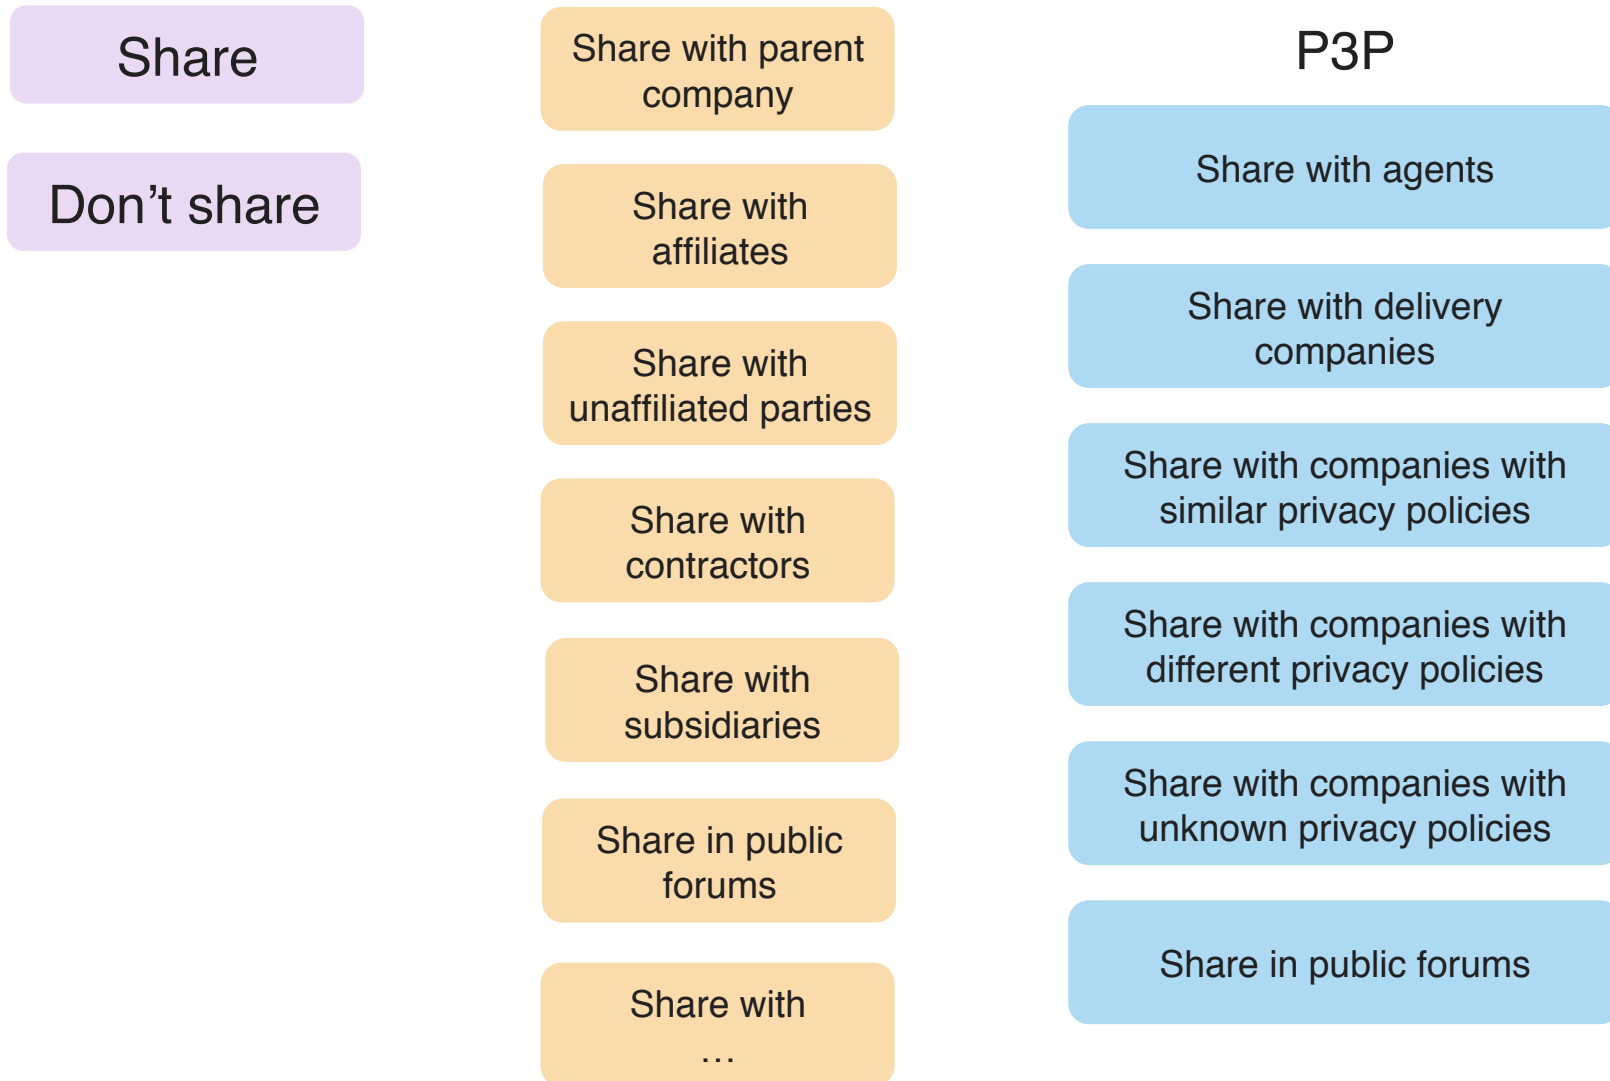 Share
Don’t share
Share with parent
company
Share with
affiliates
Share with
unaffiliated parties
Share with
contractors
Share with
subsidiaries
Share in public
forums
Share with
…
P3P
Share with agents
Share with delivery
companies
Share with companies with
similar privacy policies
Share with companies with
different privacy policies
Share with companies with
unknown privacy policies
Share in public forums